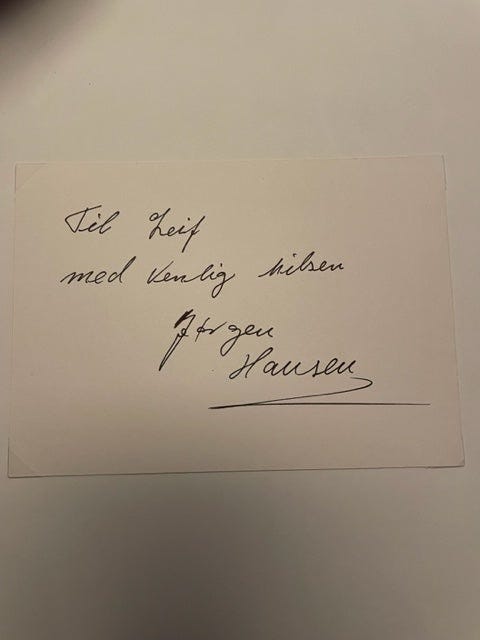 Til Leif
med venlig hilsen
Jørgen
Hansen